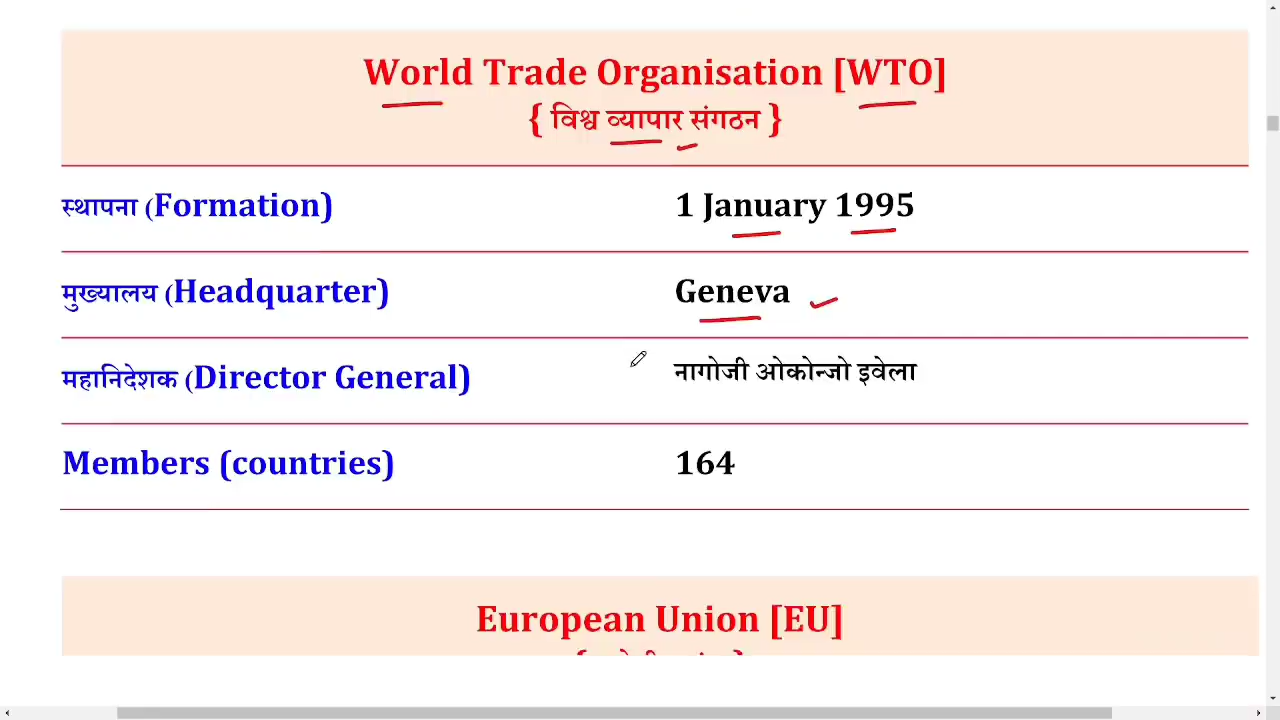 World Trade Organisation [WTO]
{ विश्व व्यापार संगठन }
स्थापना (Formation) 1 January 1995
मुख्यालय (Headquarter) Geneva
महानिदेशक (Director General) नागोजी ओकोन्जो इवेला
Members (countries) 164
European Union [EU]